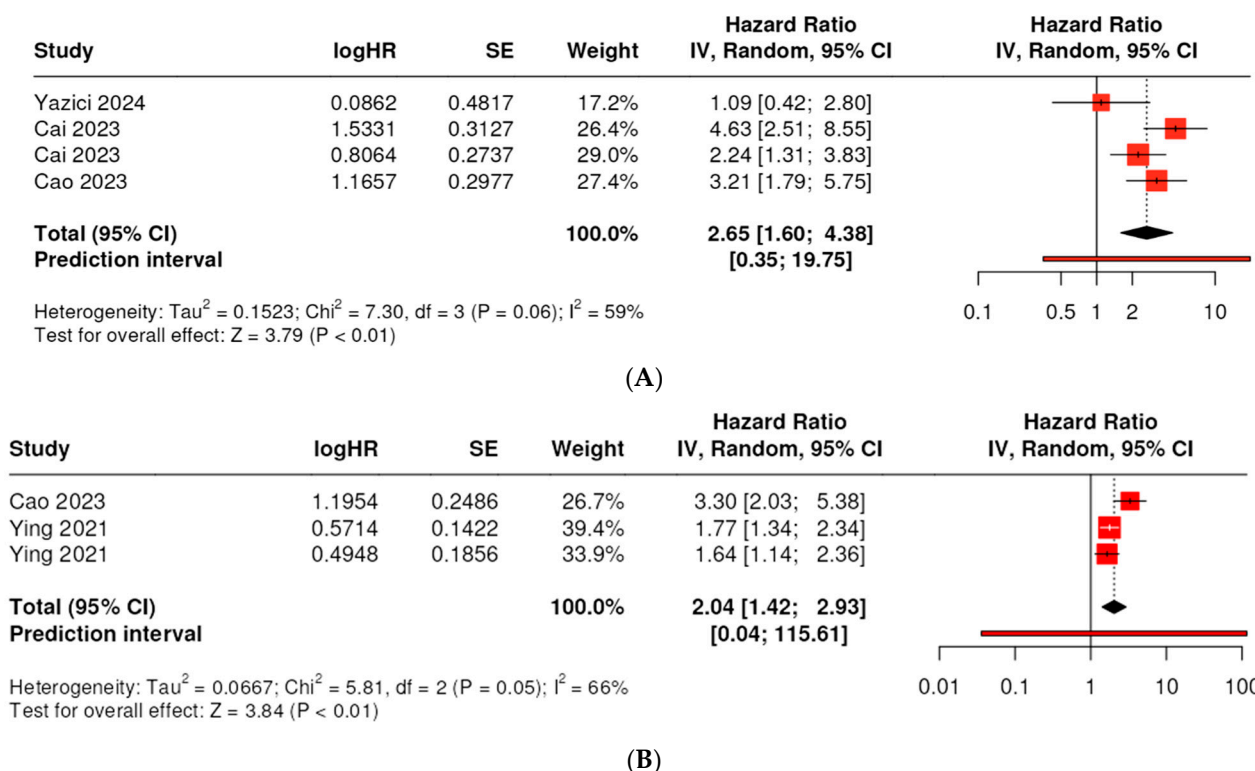 Hazard Ratio Hazard Ratio
Study logHR SE Weight IV, Random, 95% CI IV, Random, 95% CI
Yazici 2024 0.0862 0.4817 17.2% 1.09 [0.42; 2.80]
Cai 2023 1.5331 0.3127 26.4% 4.63 [2.51; 8.55]
Cai 2023 0.8064 0.2737 29.0% 2.24 [1.31; 3.83]
Cao 2023 1.1657 0.2977 27.4% 3.21 [1.79; 5.75]
Total (95% CI) 100.0% 2.65 [1.60; 4.38]
Prediction interval [0.35; 19.75]
0.1 0.5 1 2 10
Heterogeneity: Tau² = 0.1523; Chi² = 7.30, df = 3 (P = 0.06); I² = 59%
Test for overall effect: Z = 3.79 (P < 0.01)
(A)
Hazard Ratio Hazard Ratio
Study logHR SE Weight IV, Random, 95% CI IV, Random, 95% CI
Cao 2023 1.1954 0.2486 26.7% 3.30 [2.03; 5.38]
Ying 2021 0.5714 0.1422 39.4% 1.77 [1.34; 2.34]
Ying 2021 0.4948 0.1856 33.9% 1.64 [1.14; 2.36]
Total (95% CI) 100.0% 2.04 [1.42; 2.93]
Prediction interval [0.04; 115.61]
0.01 0.1 1 10 100
Heterogeneity: Tau² = 0.0667; Chi² = 5.81, df = 2 (P = 0.05); I² = 66%
Test for overall effect: Z = 3.84 (P < 0.01)
(B)